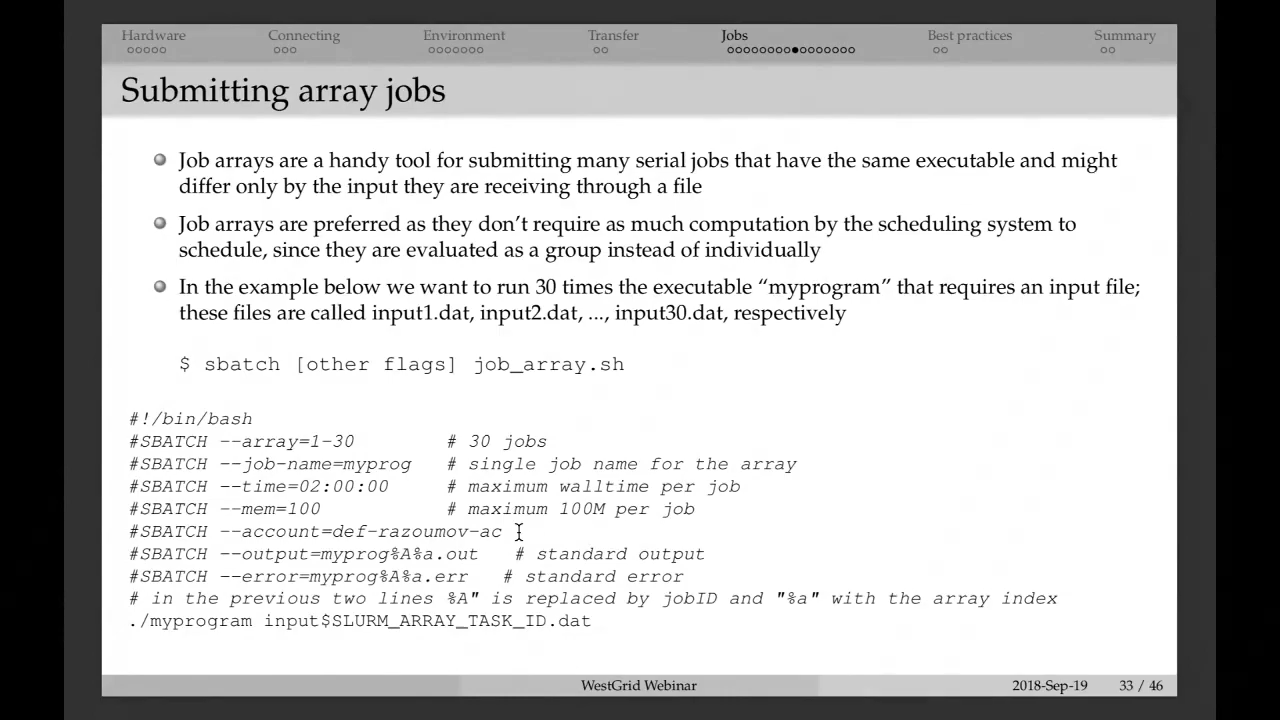 Hardware Connecting Environment Transfer Jobs Best practices Summary
Submitting array jobs
Job arrays are a handy tool for submitting many serial jobs that have the same executable and might
differ only by the input they are receiving through a file
Job arrays are preferred as they don't require as much computation by the scheduling system to
schedule, since they are evaluated as a group instead of individually
In the example below we want to run 30 times the executable “myprogram” that requires an input file;
these files are called input1.dat, input2.dat, ..., input30.dat, respectively
$ sbatch [other flags] job_array.sh
#!/bin/bash
#SBATCH --array=1-30 # 30 jobs
#SBATCH --job-name=myprog # single job name for the array
#SBATCH --time=02:00:00 # maximum walltime per job
#SBATCH --mem=100 # maximum 100M per job
#SBATCH --account=def-razoumov-ac
#SBATCH --output=myprog%A%a.out # standard output
#SBATCH --error=myprog%A%a.err # standard error
# in the previous two lines %A" is replaced by jobID and "%a" with the array index
./myprogram input$SLURM_ARRAY_TASK_ID.dat
WestGrid Webinar 2018-Sep-19 33 / 46